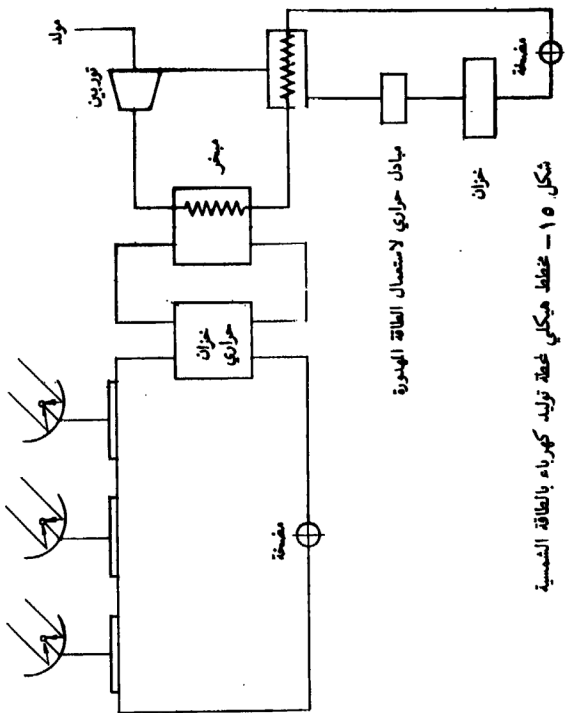 مولد
توربين
مبخر
خزان
حراري
مضخة
مضخة
مبادل حراري لاستعمال الطاقة المهدورة
خزان
شكل ١٥ – مخطط هيكلي لمحطة توليد كهرباء بالطاقة الشمسية